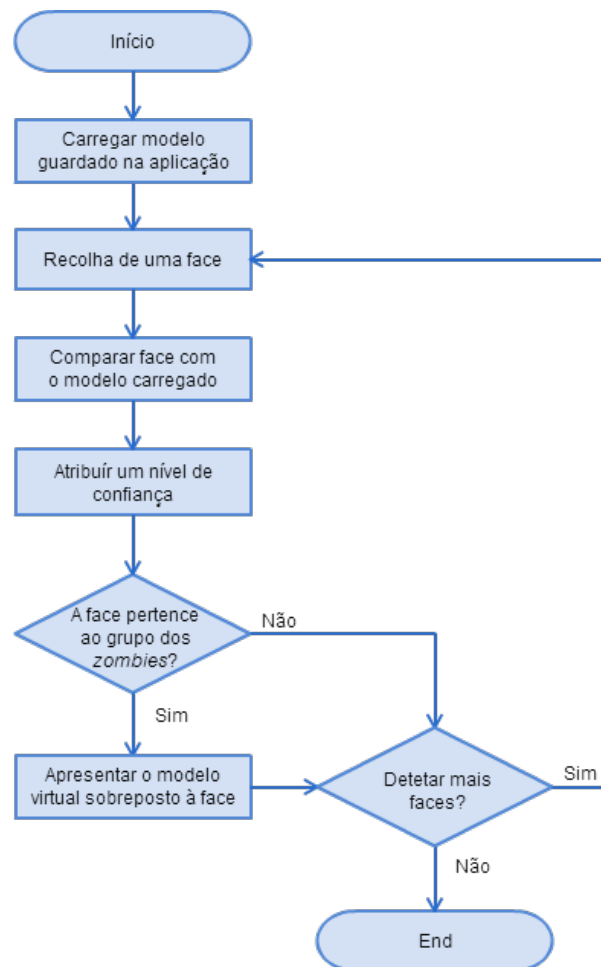 Início
Carregar modelo
guardado na aplicação
Recolha de uma face
Comparar face com
o modelo carregado
Atribuír um nível de
confiança
A face pertence
ao grupo dos
zombies?
Não
Sim
Apresentar o modelo
virtual sobreposto à face
Detetar mais
faces?
Sim
Não
End